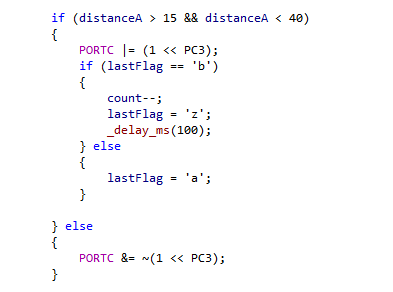 if (distanceA > 15 && distanceA < 40)
{
    PORTC |= (1 << PC3);
    if (lastFlag == 'b')
    {
        count--;
        lastFlag = 'z';
        _delay_ms(100);
    } else
    {
        lastFlag = 'a';
    }

} else
{
    PORTC &= ~(1 << PC3);
}